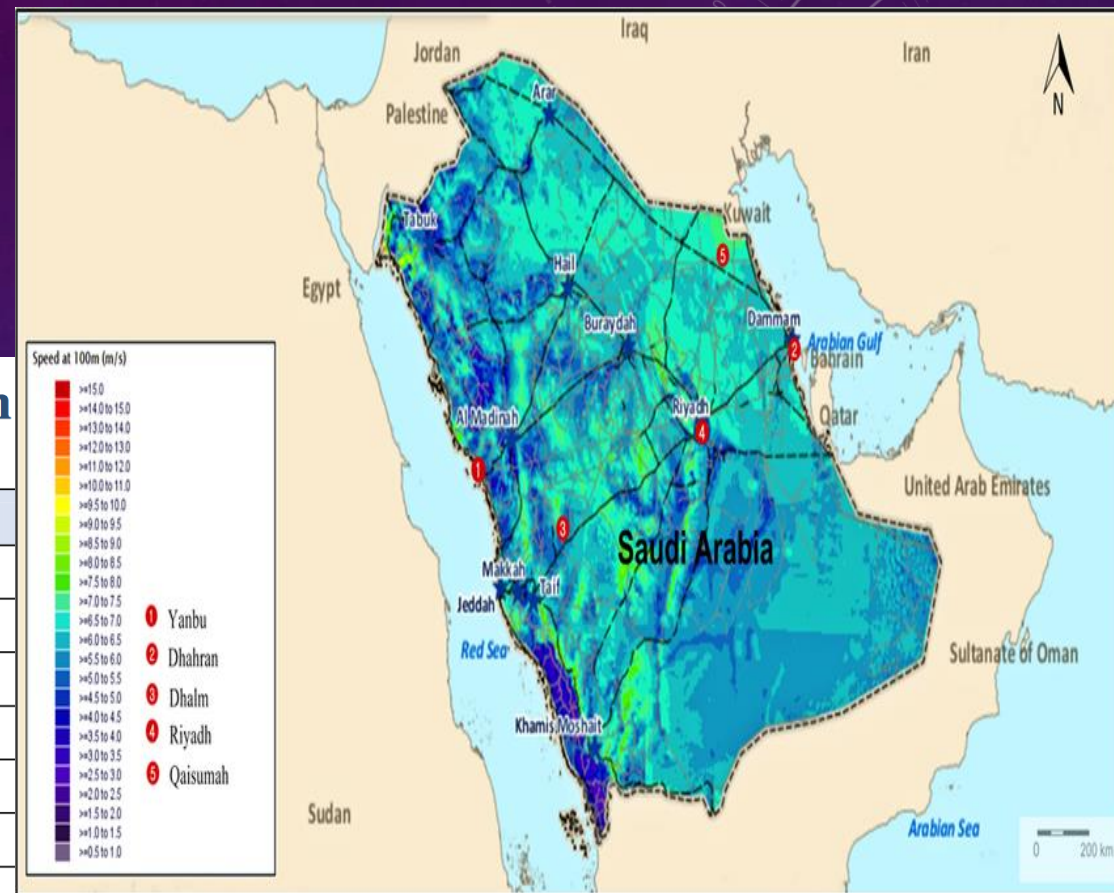 Iraq
Jordan
Iran
N
Arar
Palestine
Kuwait
Tabuk
5
Egypt
Hail
Buraydah
Dammam
Arabian Gulf
2
Bahrain
Riyadh
4
Qatar
Al Madinah
1
United Arab Emirates
3
Saudi Arabia
Makkah
Taif
Jeddah
Red Sea
Sultanate of Oman
Khamis Moshait
Sudan
Arabian Sea
0 200 km
n
Speed at 100m (m/s)
>=15.0
>=14.0 to 15.0
>=13.0 to 14.0
>=12.0 to 13.0
>=11.0 to 12.0
>=10.0 to 11.0
>=9.5 to 10.0
>=9.0 to 9.5
>=8.5 to 9.0
>=8.0 to 8.5
>=7.5 to 8.0
>=7.0 to 7.5
>=6.5 to 7.0
>=6.0 to 6.5
>=5.5 to 6.0
>=5.0 to 5.5
>=4.5 to 5.0
>=4.0 to 4.5
>=3.5 to 4.0
>=3.0 to 3.5
>=2.5 to 3.0
>=2.0 to 2.5
>=1.5 to 2.0
>=1.0 to 1.5
>=0.5 to 1.0
1 Yanbu
2 Dhahran
3 Dhalm
4 Riyadh
5 Qaisumah